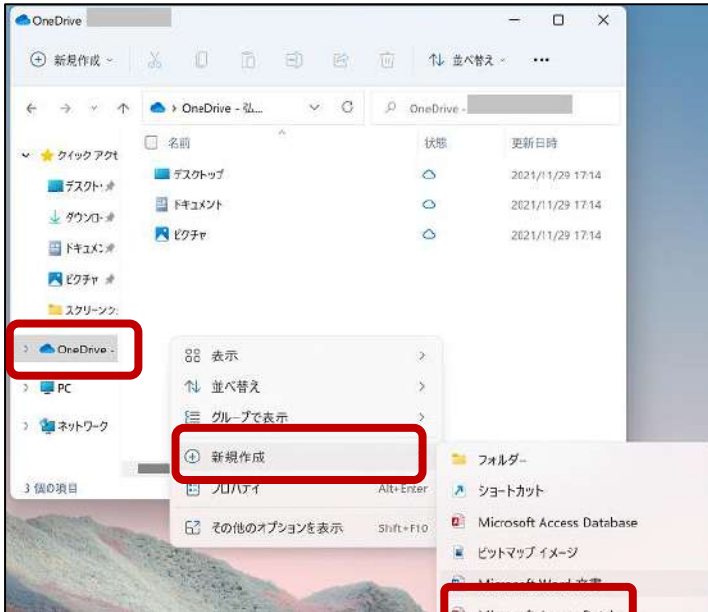 OneDrive
新規作成
並べ替え
OneDrive - 弘...
OneDrive -
名前
状態
更新日時
クイック アクセ
デスクト
デスクトップ
2021/11/29 17:14
ダウンロ
ドキュメント
2021/11/29 17:14
ドキュメン
ピクチャ
2021/11/29 17:14
ピクチャ
スクリーンシ
OneDrive -
PC
ネットワーク
3 個の項目
表示
並べ替え
グループで表示
新規作成
プロパティ Alt+Enter
その他のオプションを表示 Shift+F10
フォルダー
ショートカット
Microsoft Access Database
ビットマップ イメージ
Microsoft Word 文書